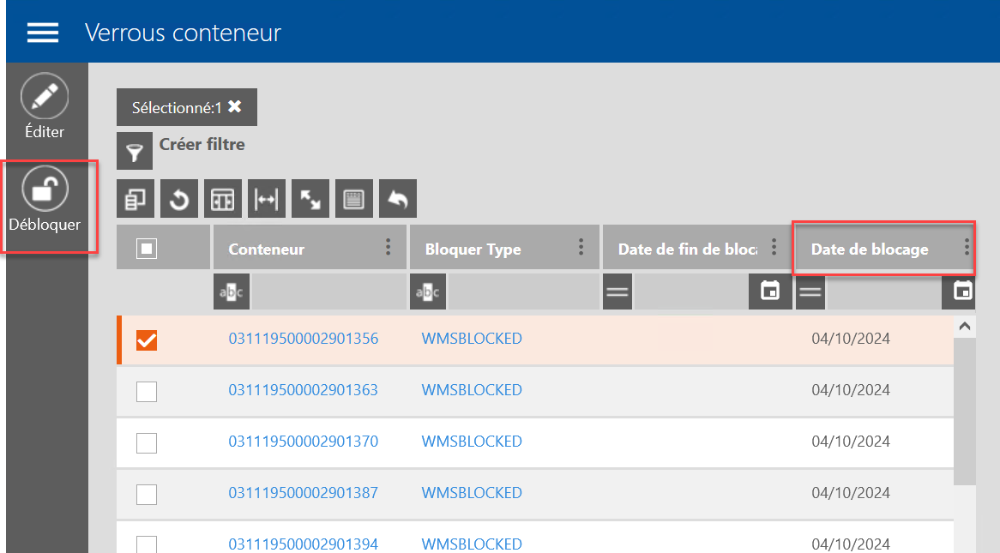 Verrous conteneur
Éditer
Débloquer
Sélectionné:1
Créer filtre
Conteneur Bloquer Type Date de fin de bloca Date de blocage
abc abc
031119500002901356 WMSBLOCKED 04/10/2024
031119500002901363 WMSBLOCKED 04/10/2024
031119500002901370 WMSBLOCKED 04/10/2024
031119500002901387 WMSBLOCKED 04/10/2024
031119500002901394 WMSBLOCKED 04/10/2024